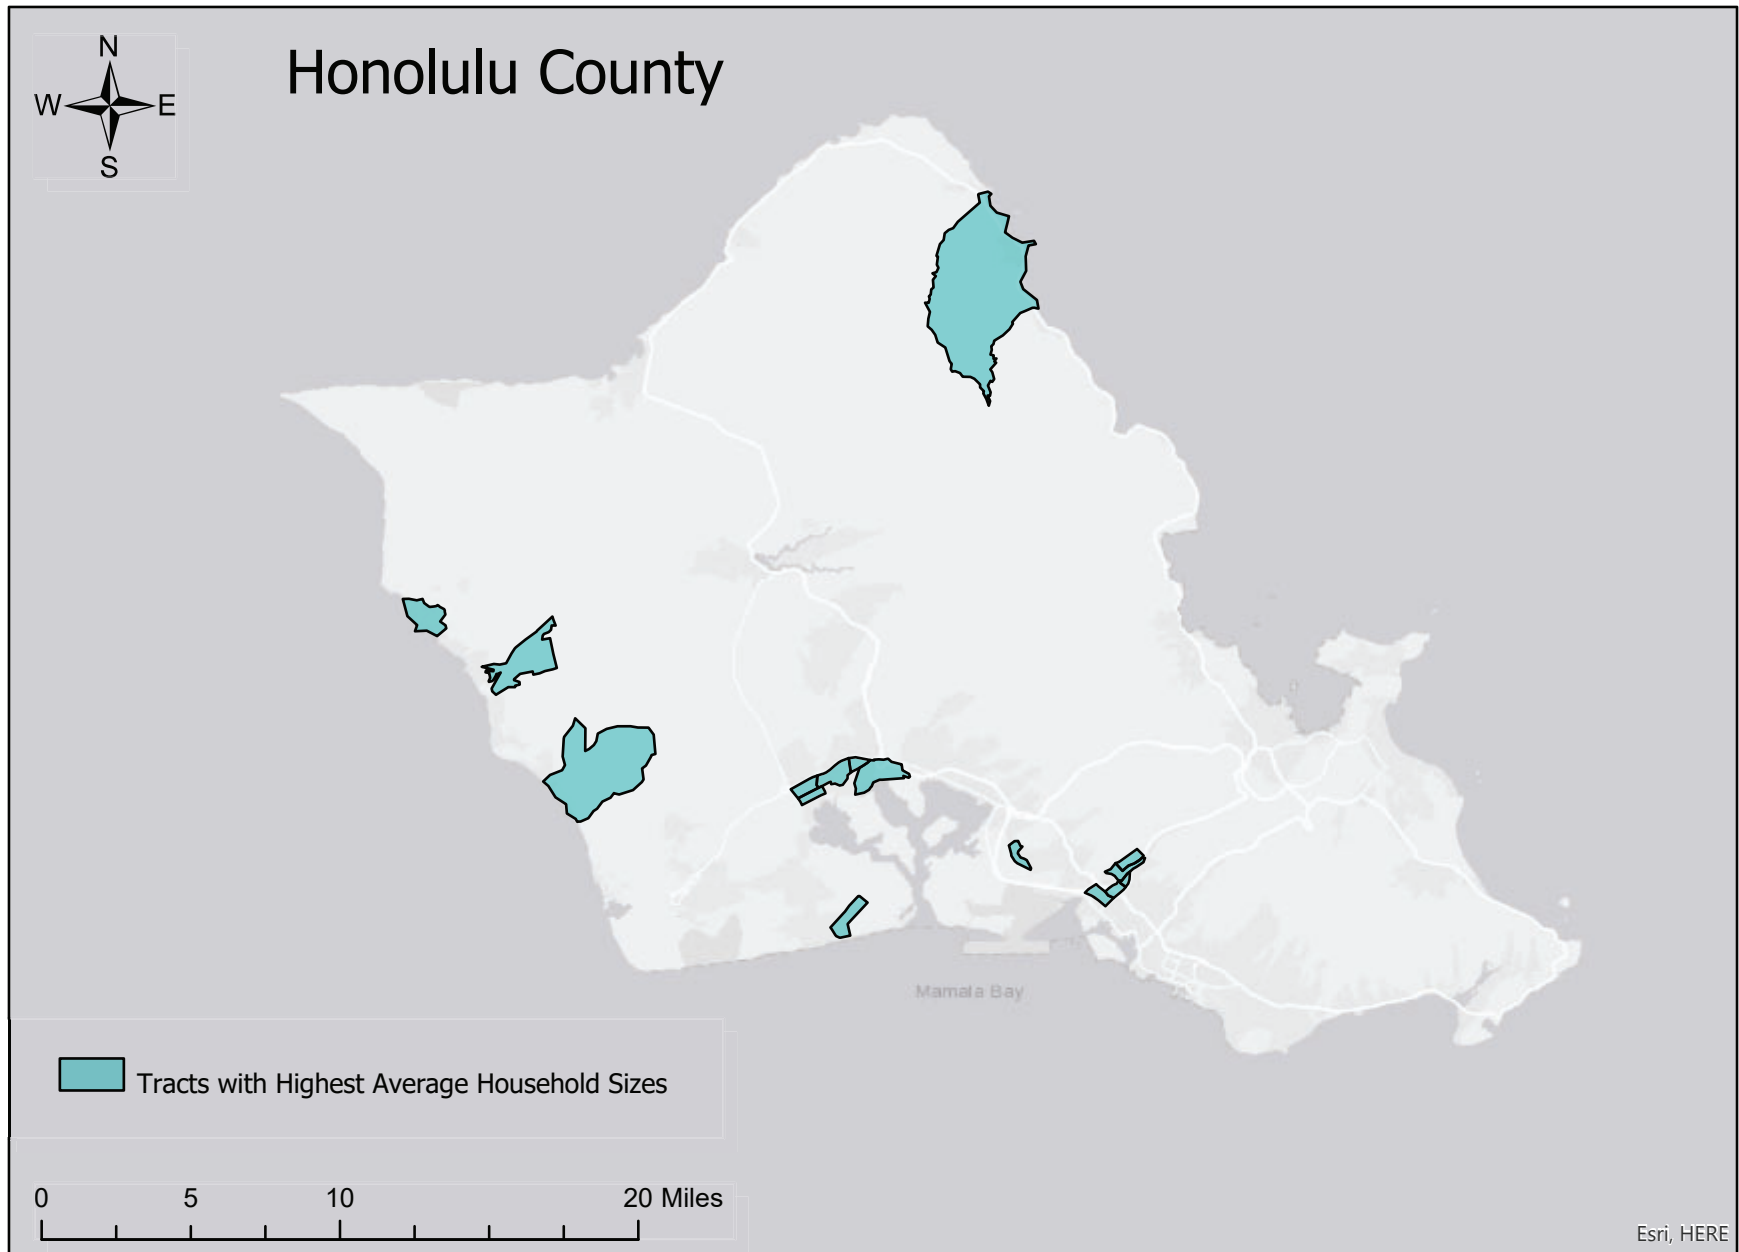 N
W E
S
Honolulu County
Mamala Bay
Tracts with Highest Average Household Sizes
0 5 10 20 Miles
Esri, HERE